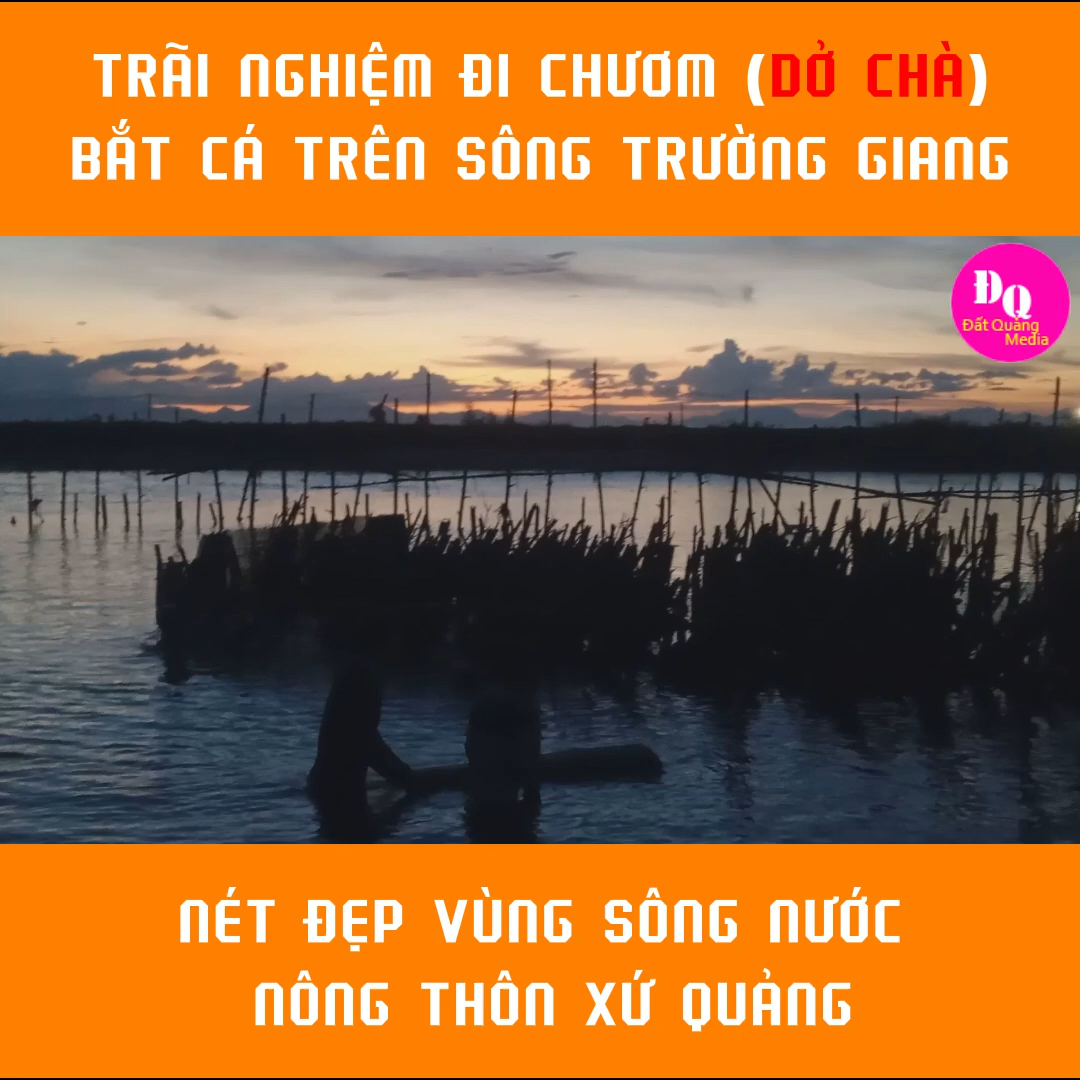 TRÃI NGHIỆM ĐI CHƯƠM (DỞ CHÀ)
BẮT CÁ TRÊN SÔNG TRƯỜNG GIANG
ĐQ
Đất Quảng
Media
NÉT ĐẸP VÙNG SÔNG NƯỚC
NÔNG THÔN XỨ QUẢNG